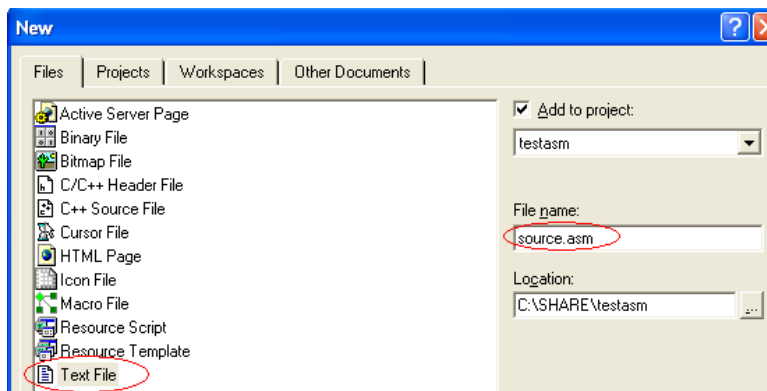 New
Files Projects Workspaces Other Documents
Active Server Page
Binary File
Bitmap File
C/C++ Header File
C++ Source File
Cursor File
HTML Page
Icon File
Macro File
Resource Script
Resource Template
Text File
Add to project:
testasm
File name:
source.asm
Location:
C:\SHARE\testasm
...